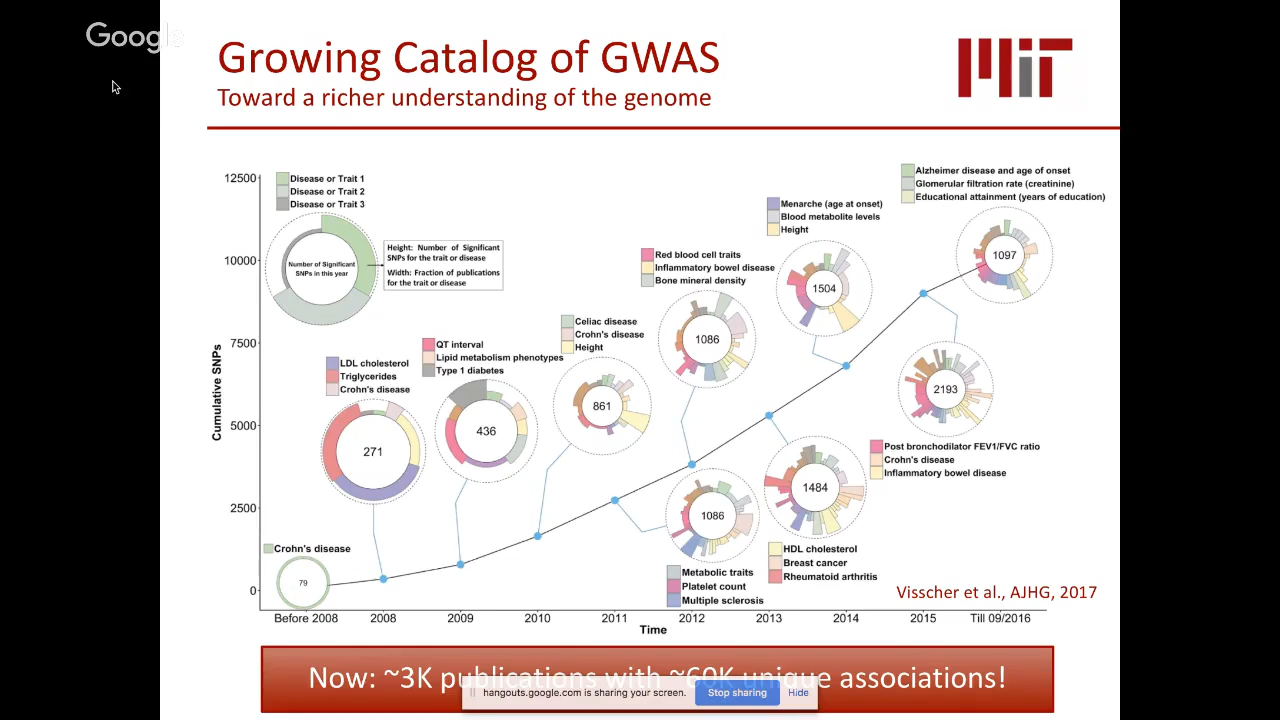 Google
Growing Catalog of GWAS
MIT
Toward a richer understanding of the genome
12500
10000
7500
5000
2500
0
Cumulative SNPs
Disease or Trait 1
Disease or Trait 2
Disease or Trait 3
Number of Significant
SNPs in this year
Height: Number of Significant
SNPs for the trait or disease
Width: Fraction of publications
for the trait or disease
Crohn's disease
79
LDL cholesterol
Triglycerides
Crohn's disease
271
QT interval
Lipid metabolism phenotypes
Type 1 diabetes
436
Celiac disease
Crohn's disease
Height
861
Red blood cell traits
Inflammatory bowel disease
Bone mineral density
1086
1086
Metabolic traits
Platelet count
Multiple sclerosis
Menarche (age at onset)
Blood metabolite levels
Height
1504
1484
HDL cholesterol
Breast cancer
Rheumatoid arthritis
Alzheimer disease and age of onset
Glomerular filtration rate (creatinine)
Educational attainment (years of education)
1097
2193
Post bronchodilator FEV1/FVC ratio
Crohn's disease
Inflammatory bowel disease
Visscher et al., AJHG, 2017
Before 2008 2008 2009 2010 2011 2012 2013 2014 2015 Till 09/2016
Time
Now: ~3K publications with ~60K unique associations!
hangouts.google.com is sharing your screen. Stop sharing Hide